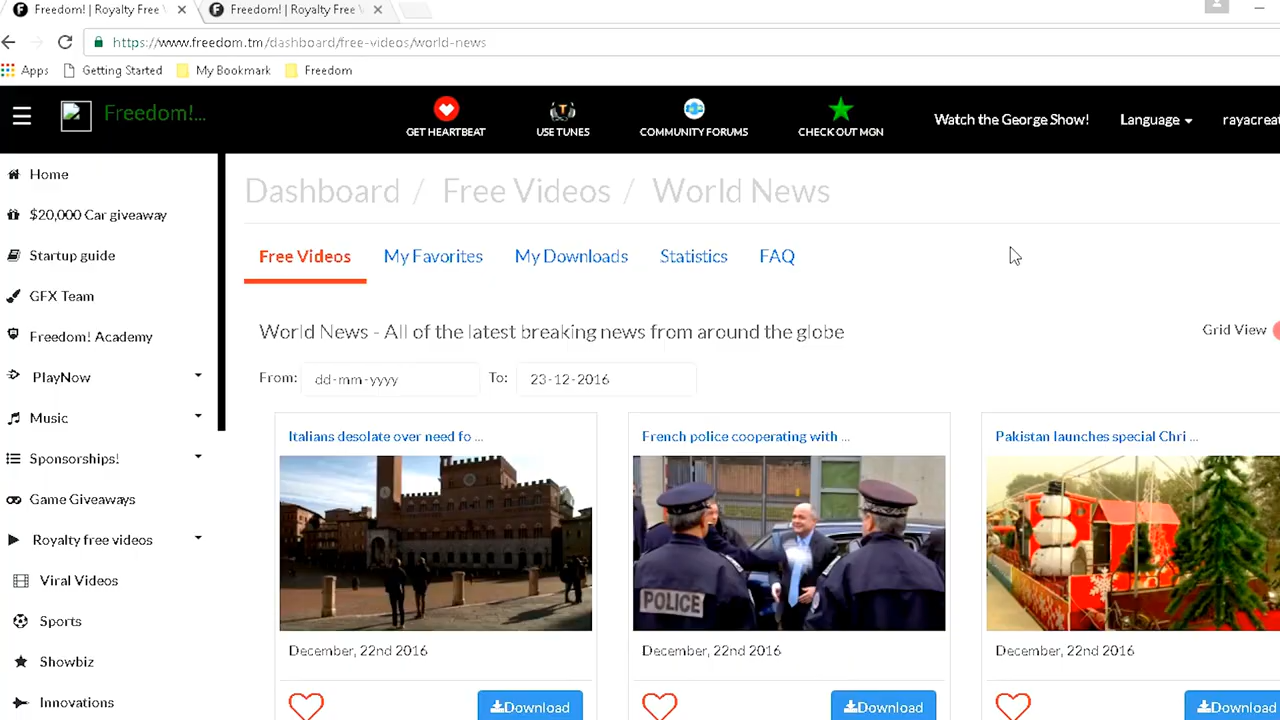 Freedom! | Royalty Free
Freedom! | Royalty Free
https://www.freedom.tm/dashboard/free-videos/world-news
Apps Getting Started My Bookmark Freedom
Freedom!... GET HEARTBEAT USE TUNES COMMUNITY FORUMS CHECK OUT MGN Watch the George Show! Language rayacreat
Home
$20,000 Car giveaway
Startup guide
GFX Team
Freedom! Academy
PlayNow
Music
Sponsorships!
Game Giveaways
Royalty free videos
Viral Videos
Sports
Showbiz
Innovations
Dashboard / Free Videos / World News
Free Videos My Favorites My Downloads Statistics FAQ
World News - All of the latest breaking news from around the globe
Grid View
From: dd-mm-yyyy To: 23-12-2016
Italians desolate over need fo ...
December, 22nd 2016
Download
French police cooperating with ...
POLICE
December, 22nd 2016
Download
Pakistan launches special Chri ...
December, 22nd 2016
Download